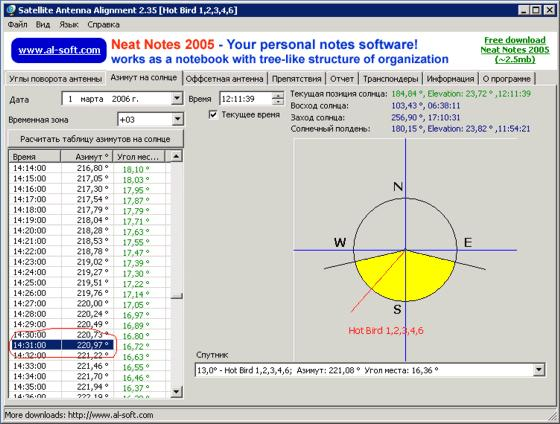 Satellite Antenna Alignment 2.35 [Hot Bird 1,2,3,4,6]
Файл Вид Язык Справка
www.al-soft.com
Neat Notes 2005 - Your personal notes software!
works as a notebook with tree-like structure of organization
Free download
Neat Notes 2005
(~2.5mb)
Углы поворота антенны Азимут на солнце Оффсетная антенна Препятствия Отчет Транспондеры Информация О программе
Дата 1 марта 2006 г.
Временная зона +03
Расчитать таблицу азимутов на солнце
Время 12:11:39
Текущее время
Текущая позиция солнца: 184,84 °, Elevation: 23,72 ° ,12:11:39
Восход солнца: 103,43 °, 06:38:11
Заход солнца: 256,90 °, 17:10:31
Солнечный полдень: 180,15 °, Elevation: 23,82 ° ,11:54:21
Время Азимут ° Угол мес...
14:14:00 216,80 ° 18,10 °
14:15:00 217,05 ° 18,03 °
14:16:00 217,30 ° 17,95 °
14:17:00 217,54 ° 17,87 °
14:18:00 217,79 ° 17,79 °
14:19:00 218,04 ° 17,71 °
14:20:00 218,28 ° 17,63 °
14:21:00 218,53 ° 17,55 °
14:22:00 218,78 ° 17,47 °
14:23:00 219,02 ° 17,39 °
14:24:00 219,27 ° 17,30 °
14:25:00 219,51 ° 17,22 °
14:26:00 219,76 ° 17,14 °
14:27:00 220,00 ° 17,05 °
14:28:00 220,24 ° 16,97 °
14:29:00 220,49 ° 16,89 °
14:30:00 220,73 ° 16,80 °
14:31:00 220,97 ° 16,72 °
14:32:00 221,22 ° 16,63 °
14:33:00 221,46 ° 16,55 °
14:34:00 221,70 ° 16,46 °
14:35:00 221,94 ° 16,37 °
14:36:00
N
W E
S
Hot Bird 1,2,3,4,6
Спутник
13,0° - Hot Bird 1,2,3,4,6; Азимут: 221,08 ° Угол места: 16,36 °
More downloads: http://www.al-soft.com